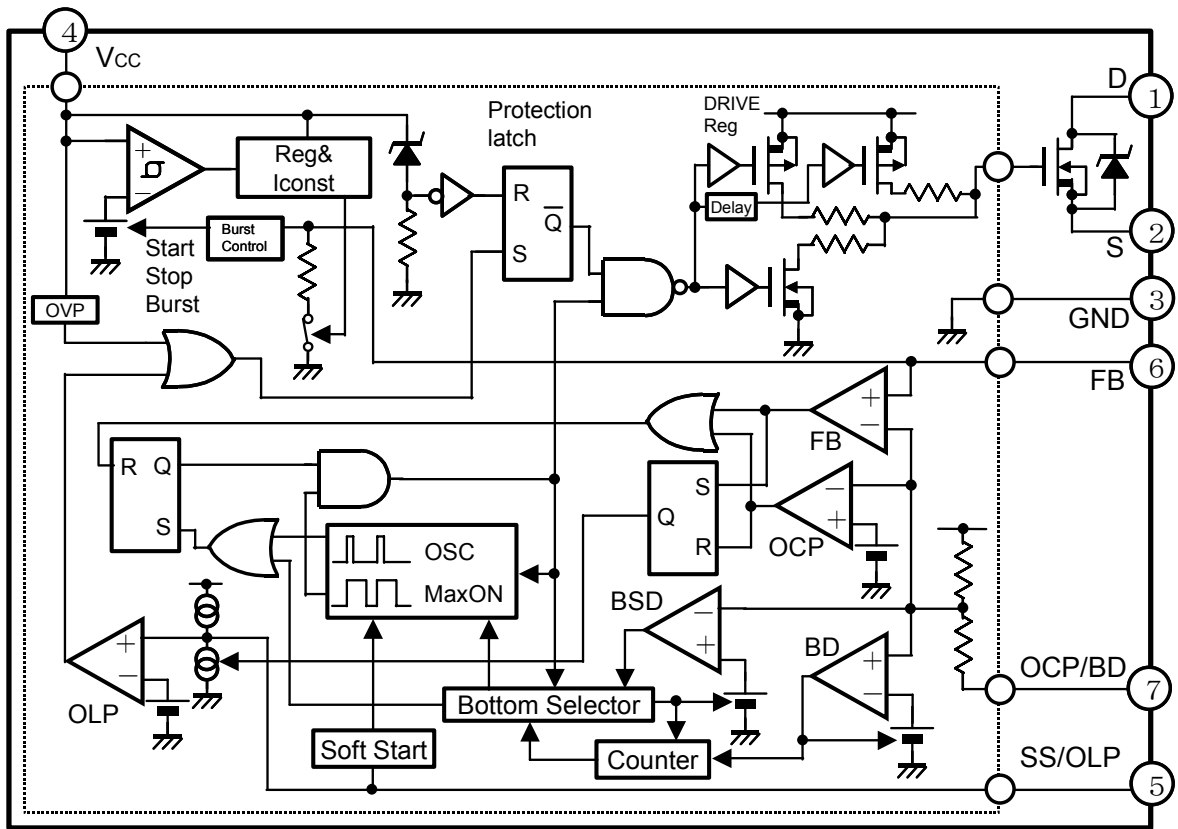 4
VCC
D
1
DRIVE
Reg
Protection
latch
+
−
Reg&
Iconst
R
Q
S
Delay
Burst
Control
Start
Stop
Burst
2
S
3
GND
OVP
6
FB
+
−
FB
R
Q
S
S
Q
R
−
+
OCP
OSC
MaxON
BSD
−
+
BD
+
−
OCP/BD
7
+
−
OLP
Bottom Selector
Soft Start
Counter
SS/OLP
5